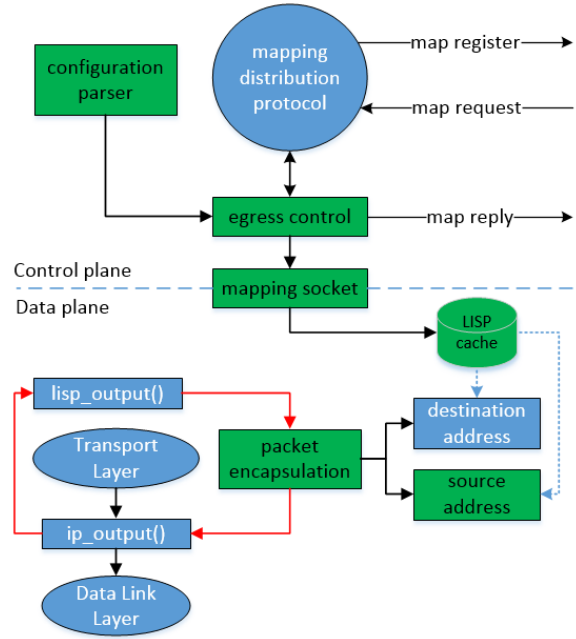 mapping
distribution
protocol
map register
configuration
parser
map request
egress control
map reply
Control plane
mapping socket
Data plane
LISP
cache
lisp_output()
destination
address
Transport
Layer
packet
encapsulation
source
address
ip_output()
Data Link
Layer